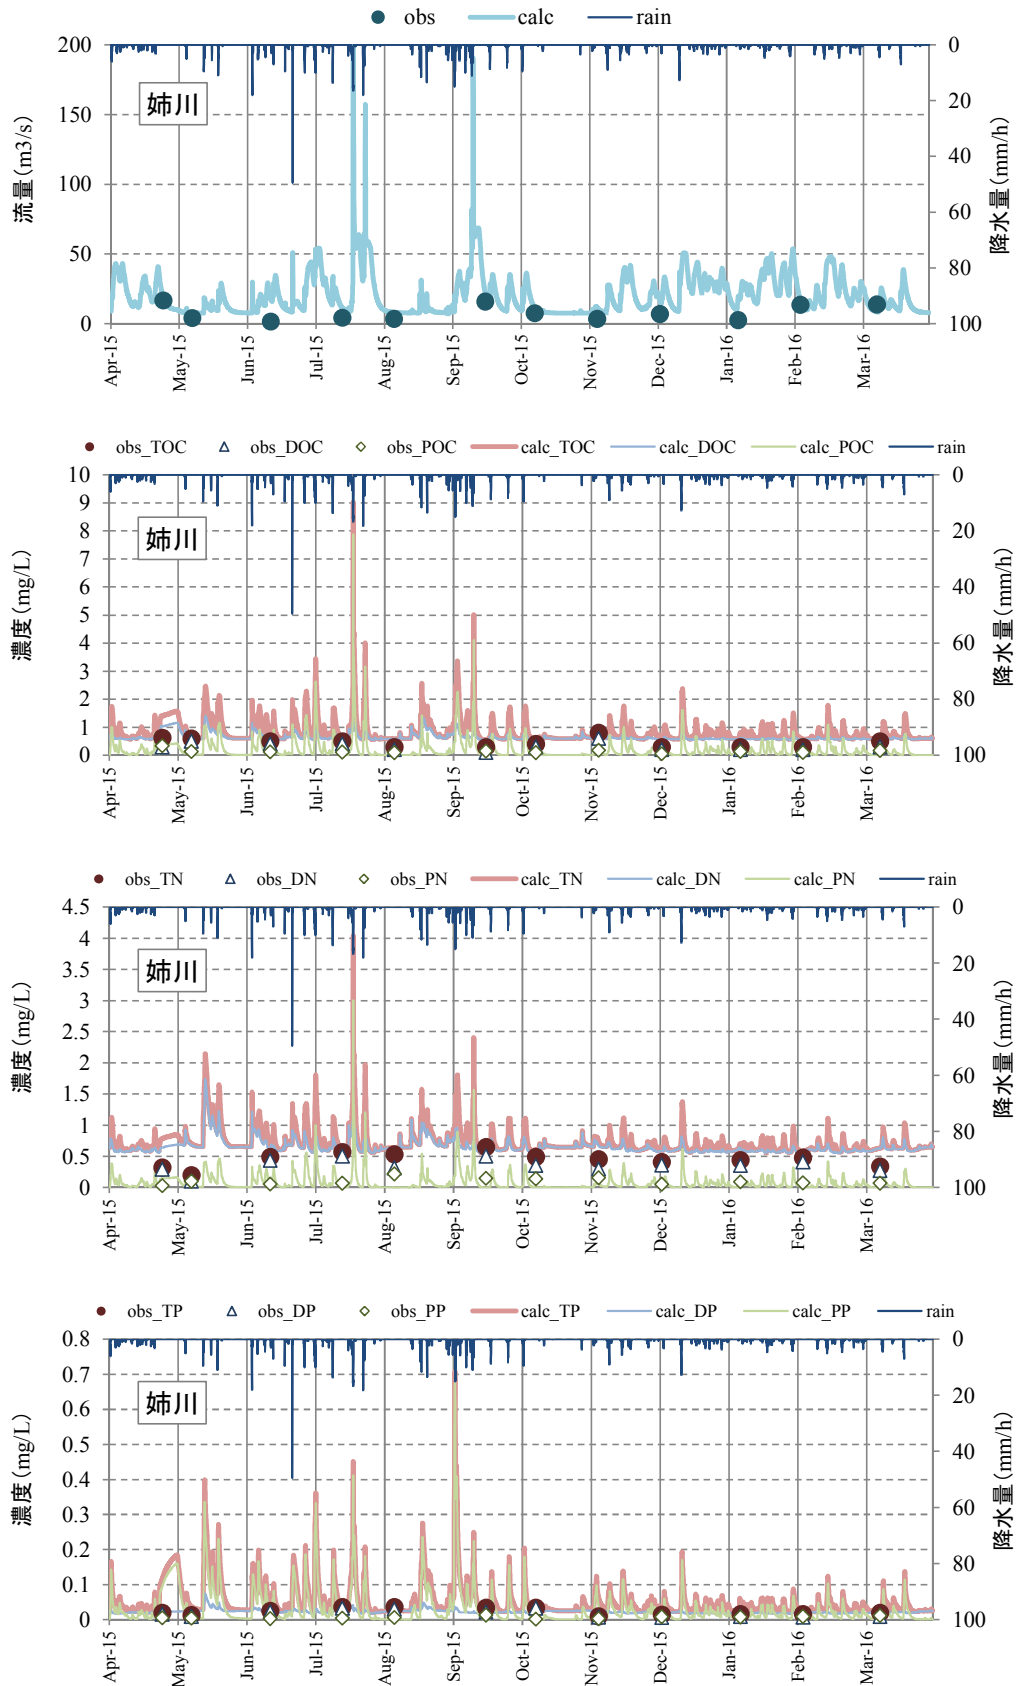 obs calc rain
200 150 100 50 0
流量(m3/s)
姉川
0 20 40 60 80 100
降水量(mm/h)
Apr-15 May-15 Jun-15 Jul-15 Aug-15 Sep-15 Oct-15 Nov-15 Dec-15 Jan-16 Feb-16 Mar-16
obs_TOC obs_DOC obs_POC calc_TOC calc_DOC calc_POC rain
10 9 8 7 6 5 4 3 2 1 0
濃度(mg/L)
姉川
0 20 40 60 80 100
降水量(mm/h)
Apr-15 May-15 Jun-15 Jul-15 Aug-15 Sep-15 Oct-15 Nov-15 Dec-15 Jan-16 Feb-16 Mar-16
obs_TN obs_DN obs_PN calc_TN calc_DN calc_PN rain
4.5 4 3.5 3 2.5 2 1.5 1 0.5 0
濃度(mg/L)
姉川
0 20 40 60 80 100
降水量(mm/h)
Apr-15 May-15 Jun-15 Jul-15 Aug-15 Sep-15 Oct-15 Nov-15 Dec-15 Jan-16 Feb-16 Mar-16
obs_TP obs_DP obs_PP calc_TP calc_DP calc_PP rain
0.8 0.7 0.6 0.5 0.4 0.3 0.2 0.1 0
濃度(mg/L)
姉川
0 20 40 60 80 100
降水量(mm/h)
Apr-15 May-15 Jun-15 Jul-15 Aug-15 Sep-15 Oct-15 Nov-15 Dec-15 Jan-16 Feb-16 Mar-16